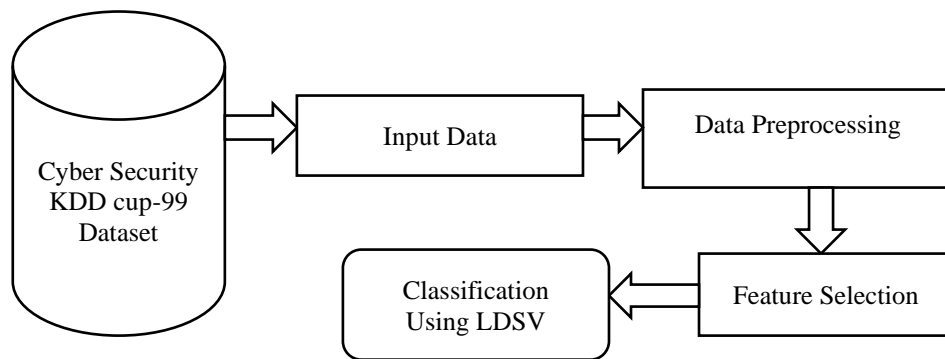 Cyber Security
KDD cup-99
Dataset
Input Data
Data Preprocessing
Feature Selection
Classification
Using LDSV